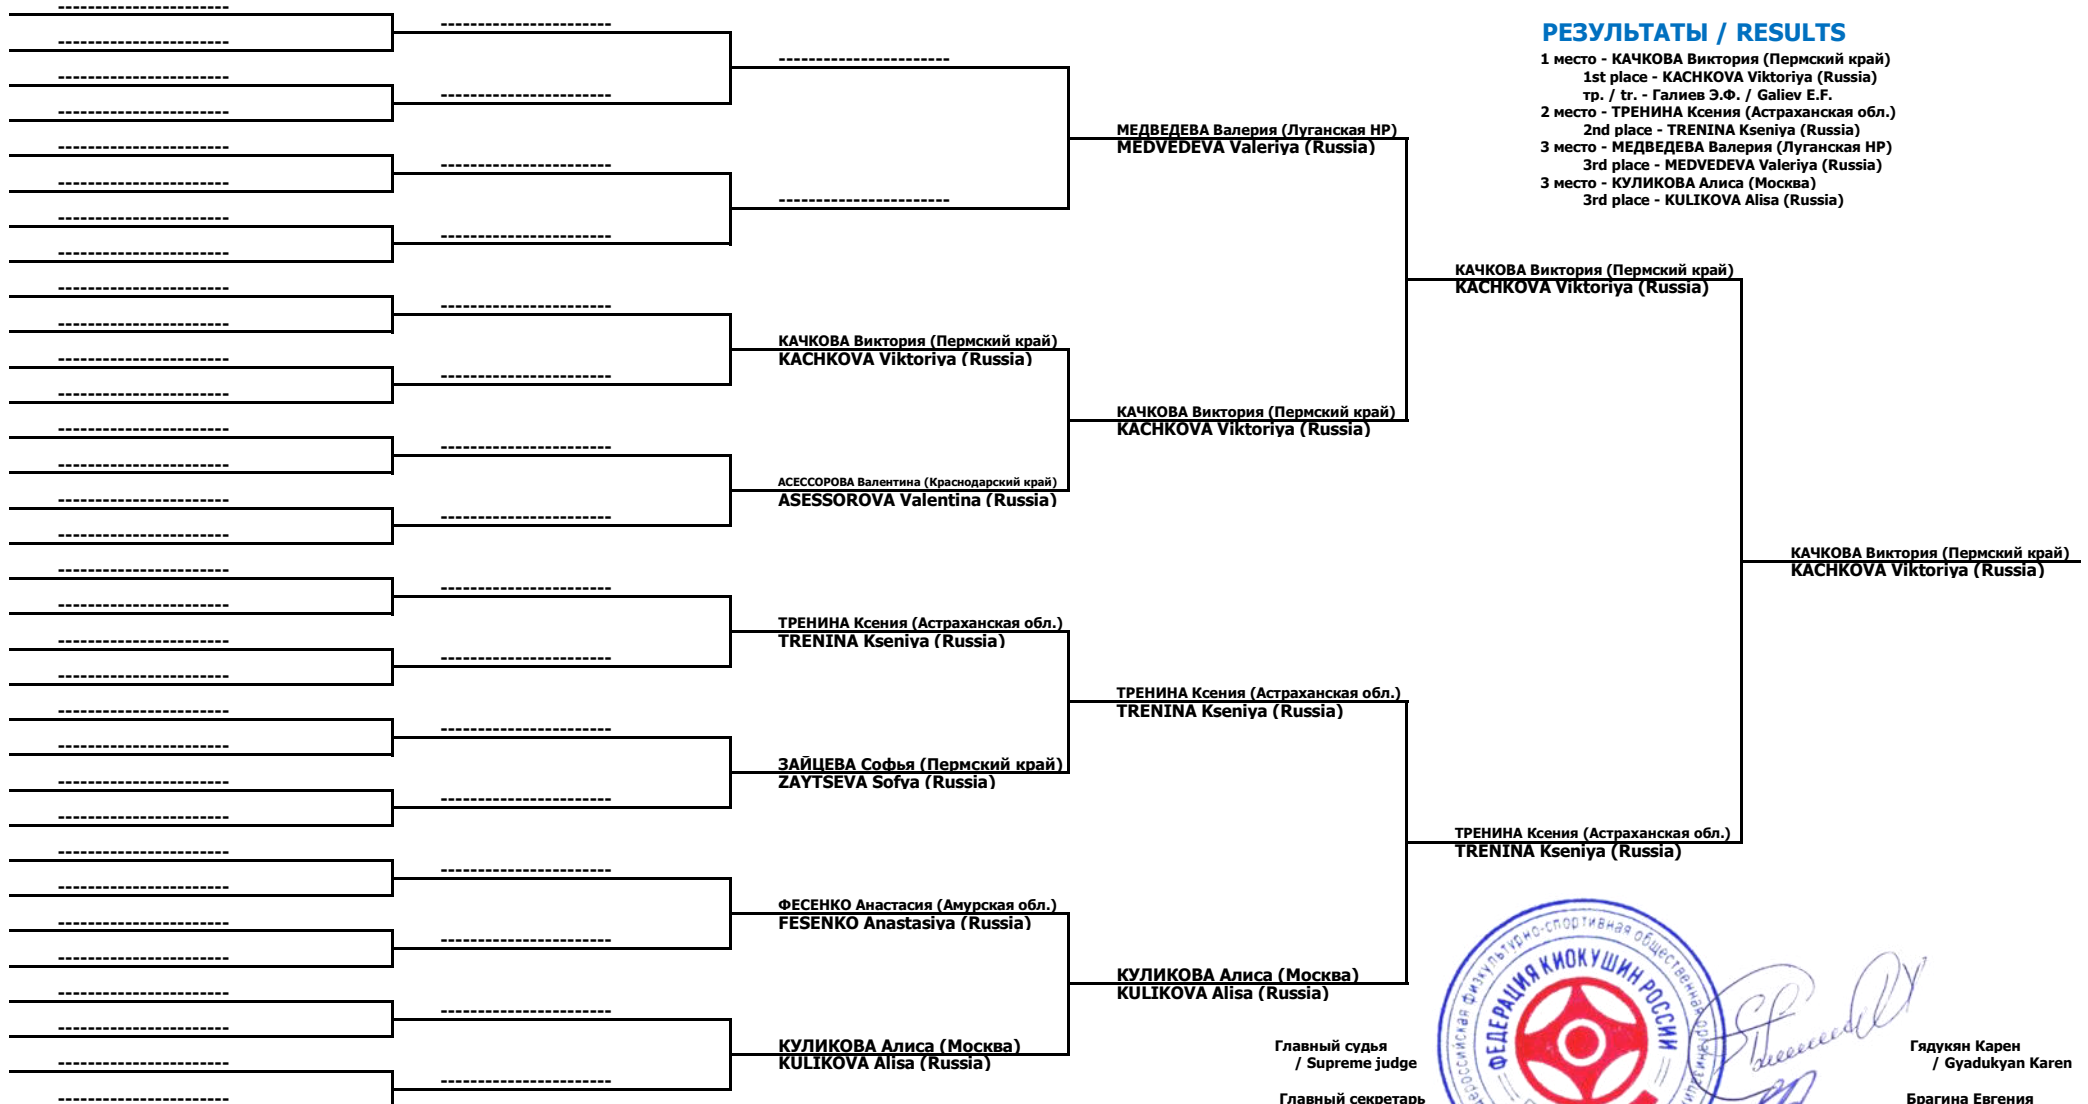 РЕЗУЛЬТАТЫ / RESULTS
1 место - КАЧКОВА Виктория (Пермский край)
1st place - KACHKOVA Viktoriya (Russia)
тр. / tr. - Галиев Э.Ф. / Galiev E.F.
2 место - ТРЕНИНА Ксения (Астраханская обл.)
2nd place - TRENINA Kseniya (Russia)
3 место - МЕДВЕДЕВА Валерия (Луганская НР)
3rd place - MEDVEDEVA Valeriya (Russia)
3 место - КУЛИКОВА Алиса (Москва)
3rd place - KULIKOVA Alisa (Russia)
КАЧКОВА Виктория (Пермский край)
KACHKOVA Viktoriya (Russia)
АСЕССОРОВА Валентина (Краснодарский край)
ASESSOROVA Valentina (Russia)
ТРЕНИНА Ксения (Астраханская обл.)
TRENINA Kseniya (Russia)
ЗАЙЦЕВА Софья (Пермский край)
ZAYTSEVA Sofya (Russia)
ФЕСЕНКО Анастасия (Амурская обл.)
FESENKO Anastasiya (Russia)
КУЛИКОВА Алиса (Москва)
KULIKOVA Alisa (Russia)
МЕДВЕДЕВА Валерия (Луганская НР)
MEDVEDEVA Valeriya (Russia)
КАЧКОВА Виктория (Пермский край)
KACHKOVA Viktoriya (Russia)
ТРЕНИНА Ксения (Астраханская обл.)
TRENINA Kseniya (Russia)
КУЛИКОВА Алиса (Москва)
KULIKOVA Alisa (Russia)
КАЧКОВА Виктория (Пермский край)
KACHKOVA Viktoriya (Russia)
ТРЕНИНА Ксения (Астраханская обл.)
TRENINA Kseniya (Russia)
КАЧКОВА Виктория (Пермский край)
KACHKOVA Viktoriya (Russia)
Главный судья
/ Supreme judge
Гядукян Карен
/ Gyadukyan Karen
Главный секретарь
Брагина Евгения
физкультурно-спортивная общественная
ФЕДЕРАЦИЯ КИОКУШИН РОССИИ